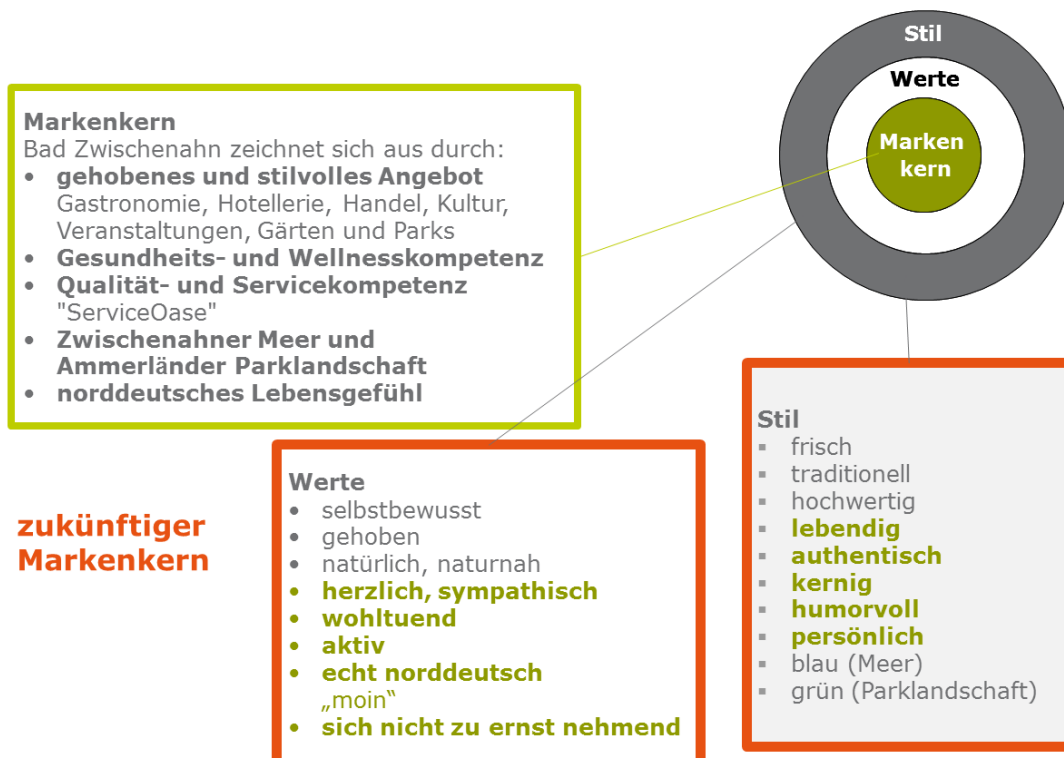 Stil
Werte
Marken
kern
Markenkern
Bad Zwischenahn zeichnet sich aus durch:
• gehobenes und stilvolles Angebot
Gastronomie, Hotellerie, Handel, Kultur,
Veranstaltungen, Gärten und Parks
• Gesundheits- und Wellnesskompetenz
• Qualität- und Servicekompetenz
"ServiceOase"
• Zwischenahner Meer und
Ammerländer Parklandschaft
• norddeutsches Lebensgefühl
zukünftiger
Markenkern
Werte
• selbstbewusst
• gehoben
• natürlich, naturnah
• herzlich, sympathisch
• wohltuend
• aktiv
• echt norddeutsch
„moin“
• sich nicht zu ernst nehmend
Stil
▪ frisch
▪ traditionell
▪ hochwertig
▪ lebendig
▪ authentisch
▪ kernig
▪ humorvoll
▪ persönlich
▪ blau (Meer)
▪ grün (Parklandschaft)